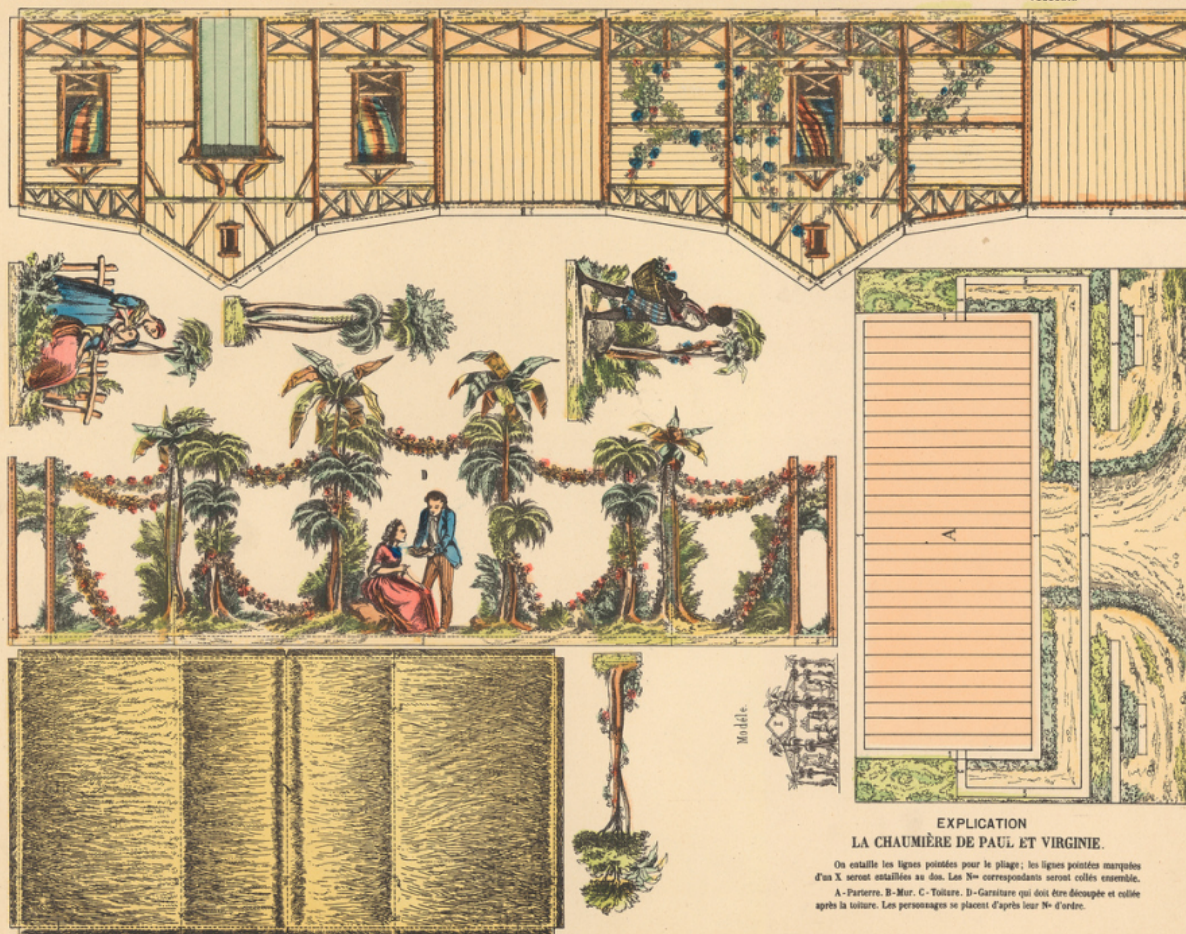 D
A
Modèle.
EXPLICATION
LA CHAUMIÈRE DE PAUL ET VIRGINIE.
On entaille les lignes pointées pour le pliage; les lignes pointées marquées
d'un X seront entaillées au dos. Les Nos correspondants seront collés ensemble.
A-Parterre. B-Mur. C-Toiture. D-Garniture qui doit être découpée et collée
après la toiture. Les personnages se placent d'après leur No d'ordre.